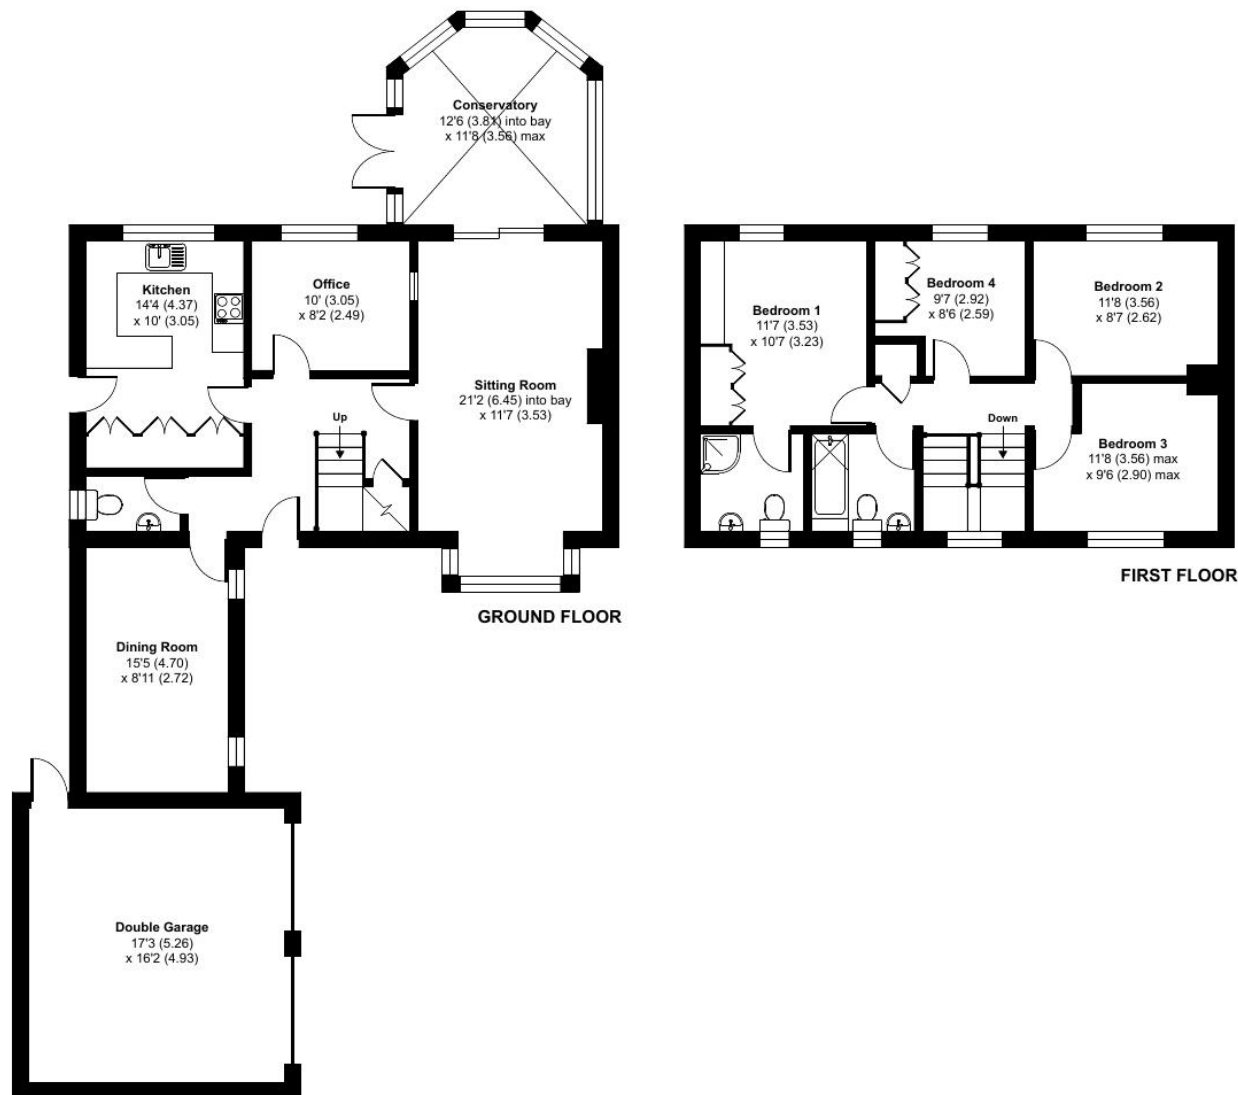 Conservatory
12'6 (3.81) into bay
x 11'8 (3.56) max
Kitchen
14'4 (4.37)
x 10' (3.05)
Office
10' (3.05)
x 8'2 (2.49)
Sitting Room
21'2 (6.45) into bay
x 11'7 (3.53)
Up
Dining Room
15'5 (4.70)
x 8'11 (2.72)
Double Garage
17'3 (5.26)
x 16'2 (4.93)
GROUND FLOOR
Bedroom 1
11'7 (3.53)
x 10'7 (3.23)
Bedroom 4
9'7 (2.92)
x 8'6 (2.59)
Bedroom 2
11'8 (3.56)
x 8'7 (2.62)
Down
Bedroom 3
11'8 (3.56) max
x 9'6 (2.90) max
FIRST FLOOR